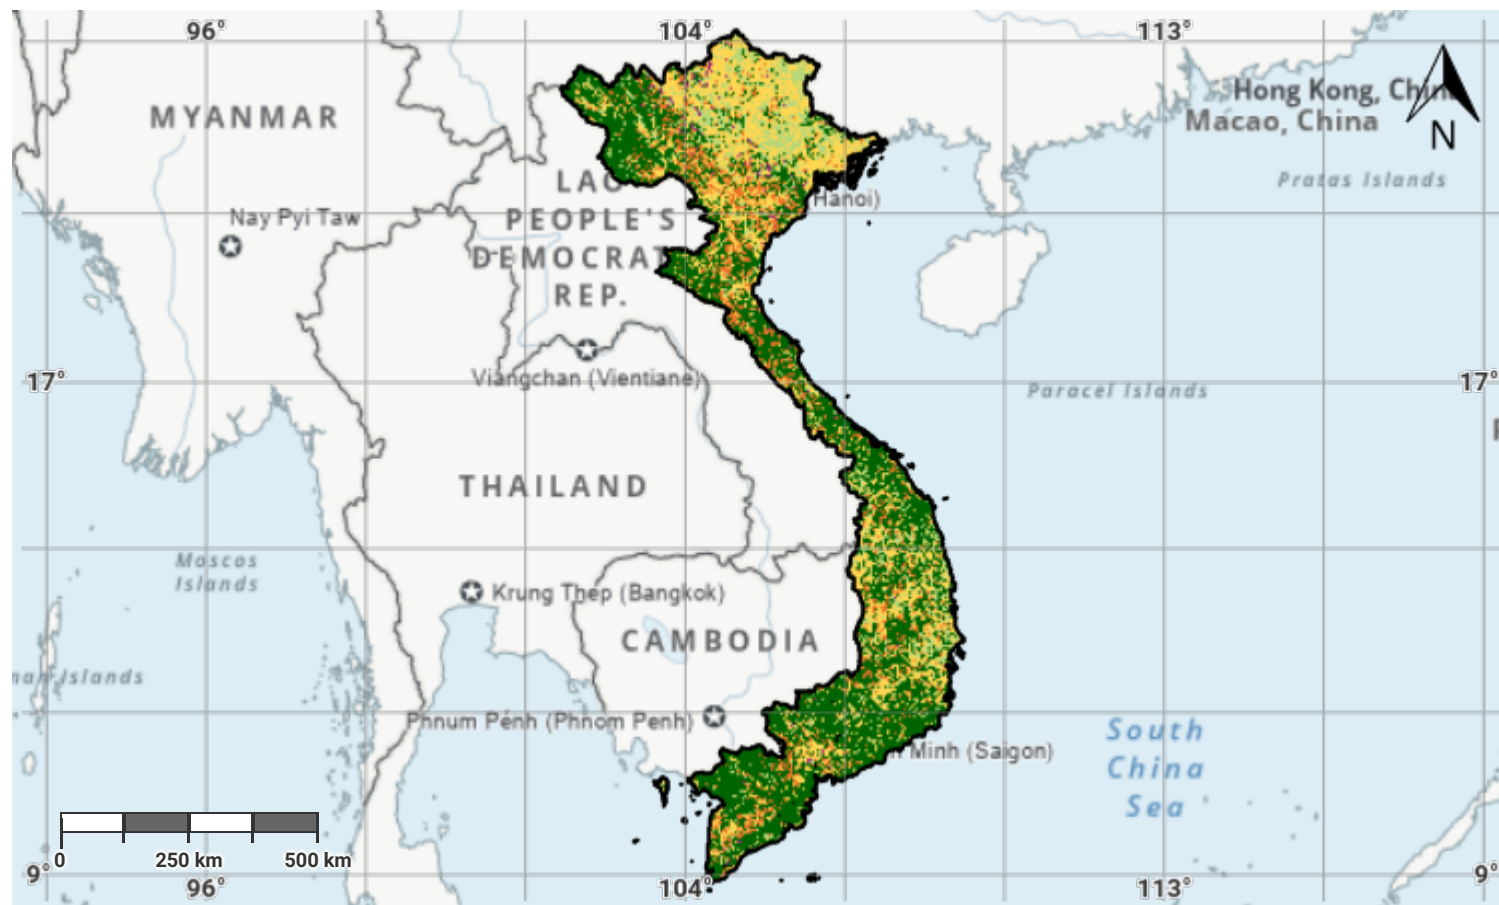 96°
104°
113°
Hong Kong, China
Macao, China
N
MYANMAR
Pratas Islands
LAO
PEOPLE'S
DEMOCRAT
REP.
Hanoi)
Nay Pyi Taw
17°
Viangchan (Vientiane)
Paracel Islands
17°
THAILAND
Moscos
Islands
Krung Thep (Bangkok)
CAMBODIA
Islands
Phnum Penh (Phnom Penh)
Minh (Saigon)
South
China
Sea
0
250 km
500 km
9°
96°
104°
113°
9°